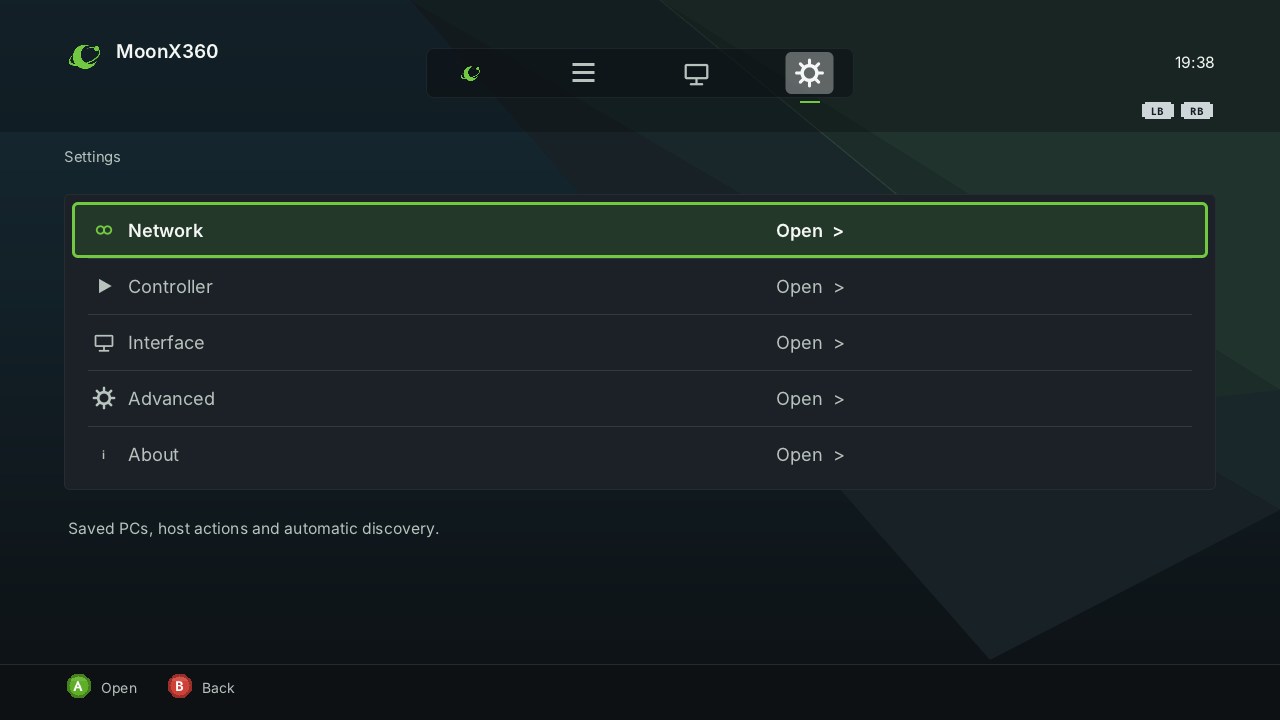 MoonX360
19:38
LB RB
Settings
Network Open >
Controller Open >
Interface Open >
Advanced Open >
i About Open >
Saved PCs, host actions and automatic discovery.
A Open B Back